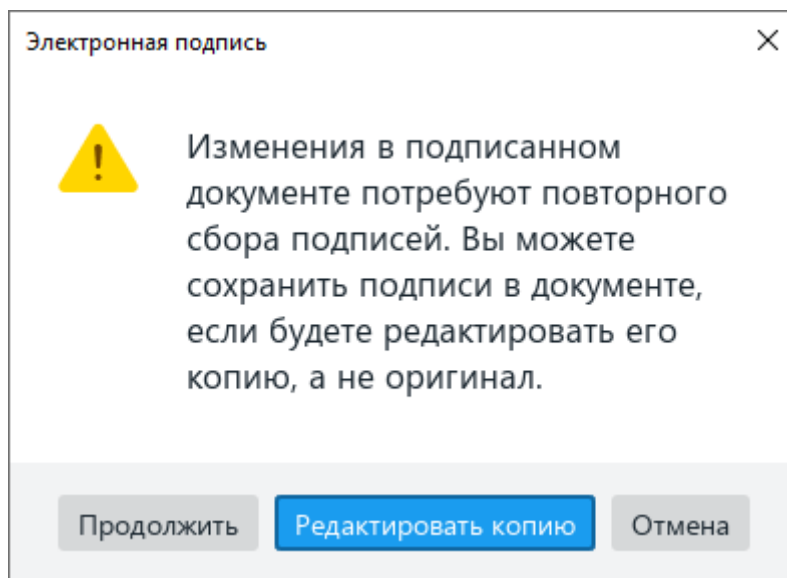 Электронная подпись
Изменения в подписанном
документе потребуют повторного
сбора подписей. Вы можете
сохранить подписи в документе,
если будете редактировать его
копию, а не оригинал.
Продолжить Редактировать копию Отмена